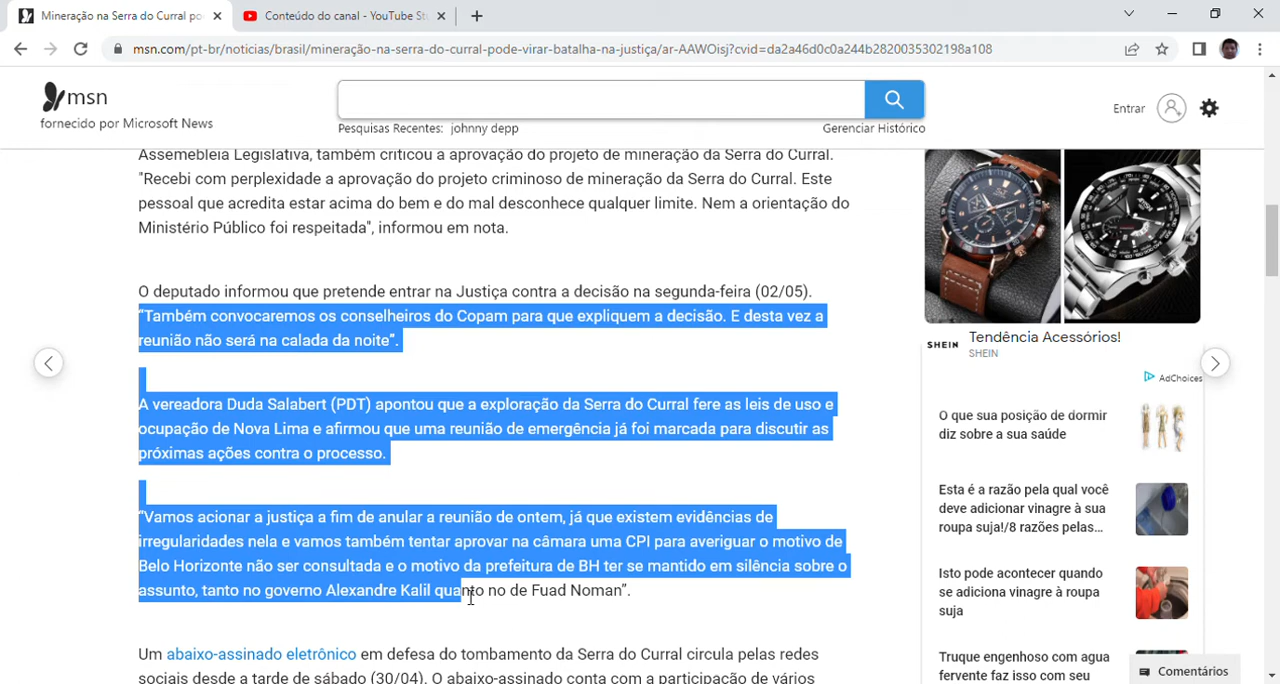 Mineração na Serra do Curral po
Conteúdo do canal - YouTube St
msn.com/pt-br/noticias/brasil/mineração-na-serra-do-curral-pode-virar-batalha-na-justiça/ar-AAWOisj?cvid=da2a46d0c0a244b2820035302198a108
msn
fornecido por Microsoft News
Pesquisas Recentes: johnny depp
Gerenciar Histórico
Entrar
Assemebleia Legislativa, também criticou a aprovação do projeto de mineração da Serra do Curral.
"Recebi com perplexidade a aprovação do projeto criminoso de mineração da Serra do Curral. Este
pessoal que acredita estar acima do bem e do mal desconhece qualquer limite. Nem a orientação do
Ministério Público foi respeitada", informou em nota.
O deputado informou que pretende entrar na Justiça contra a decisão na segunda-feira (02/05).
“Também convocaremos os conselheiros do Copam para que expliquem a decisão. E desta vez a
reunião não será na calada da noite”.
A vereadora Duda Salabert (PDT) apontou que a exploração da Serra do Curral fere as leis de uso e
ocupação de Nova Lima e afirmou que uma reunião de emergência já foi marcada para discutir as
próximas ações contra o processo.
“Vamos acionar a justiça a fim de anular a reunião de ontem, já que existem evidências de
irregularidades nela e vamos também tentar aprovar na câmara uma CPI para averiguar o motivo de
Belo Horizonte não ser consultada e o motivo da prefeitura de BH ter se mantido em silência sobre o
assunto, tanto no governo Alexandre Kalil quanto no de Fuad Noman”.
Um abaixo-assinado eletrônico em defesa do tombamento da Serra do Curral circula pelas redes
sociais desde a tarde de sábado (30/04). O abaixo-assinado conta com a participação de vários
SHEIN
Tendência Acessórios!
SHEIN
AdChoices
O que sua posição de dormir
diz sobre a sua saúde
Esta é a razão pela qual você
deve adicionar vinagre à sua
roupa suja!/8 razões pelas...
Isto pode acontecer quando
se adiciona vinagre à roupa
suja
Truque engenhoso com agua
fervente faz isso com seu
Comentários